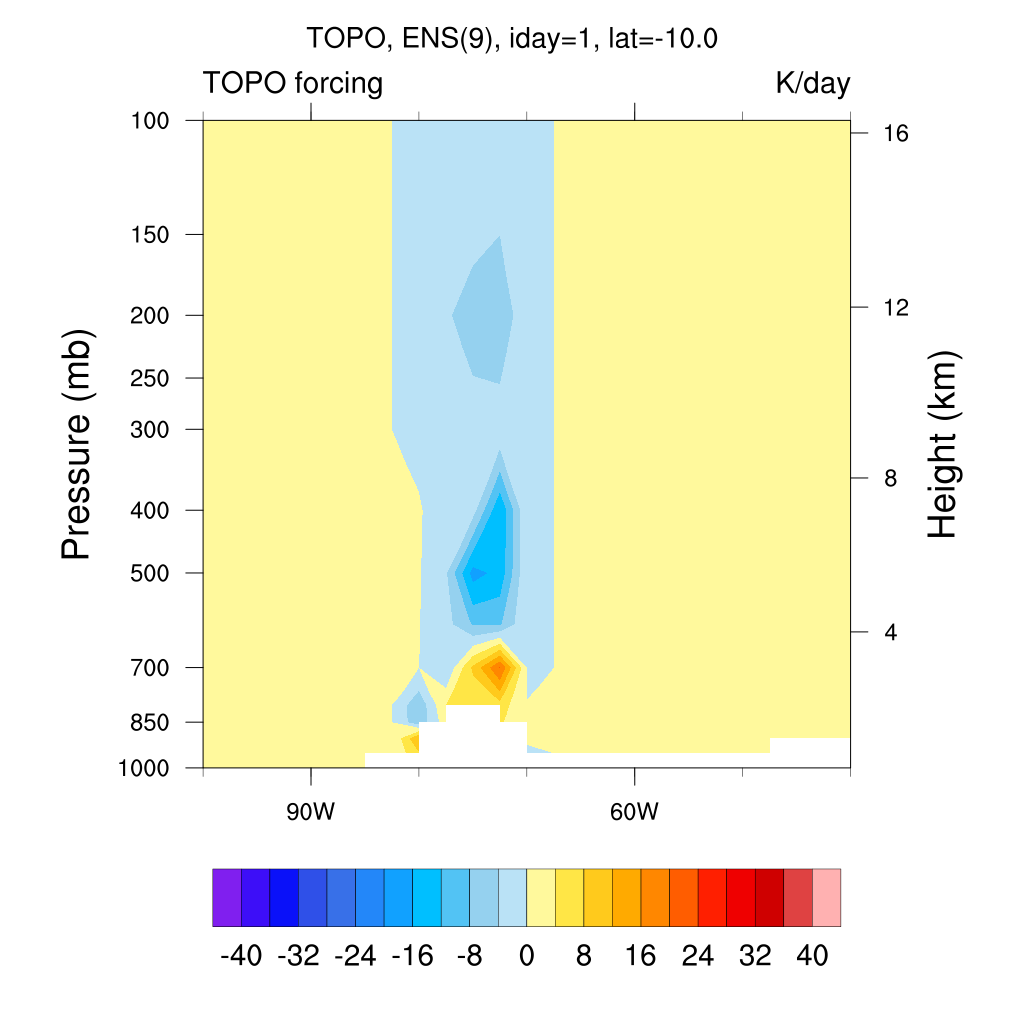 TOPO, ENS(9), iday=1, lat=-10.0
TOPO forcing K/day
100
150
200
250
300
400
500
700
850
1000
Pressure (mb)
16
12
8
4
Height (km)
90W 60W
-40 -32 -24 -16 -8 0 8 16 24 32 40